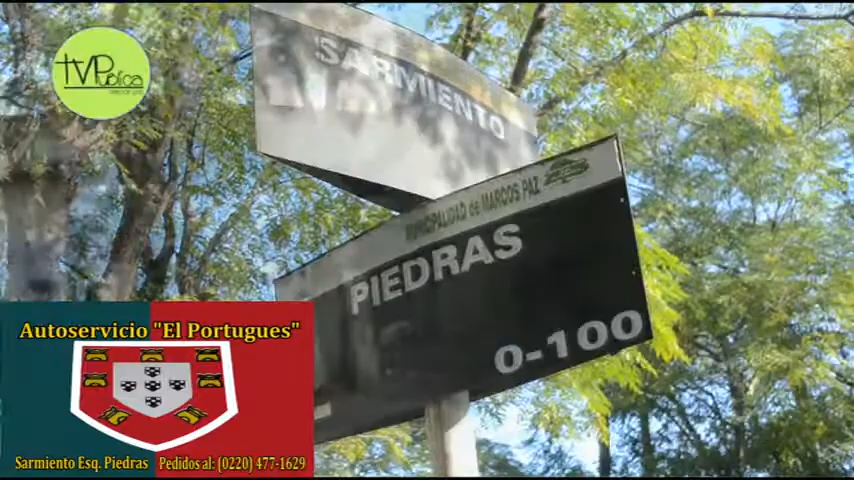 tvPública
SARMIENTO
MUNICIPALIDAD de MARCOS PAZ
PIEDRAS
0-100
Autoservicio "El Portugues"
Sarmiento Esq. Piedras
Pedidos al: (0220) 477-1629